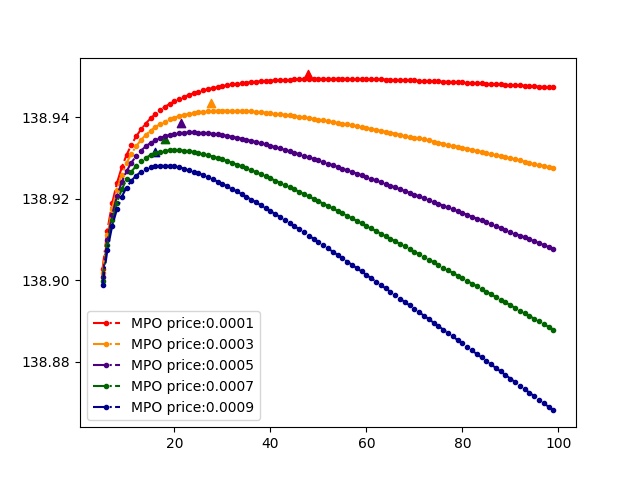 138.94
138.92
138.90
138.88
MPO price:0.0001
MPO price:0.0003
MPO price:0.0005
MPO price:0.0007
MPO price:0.0009
20 40 60 80 100